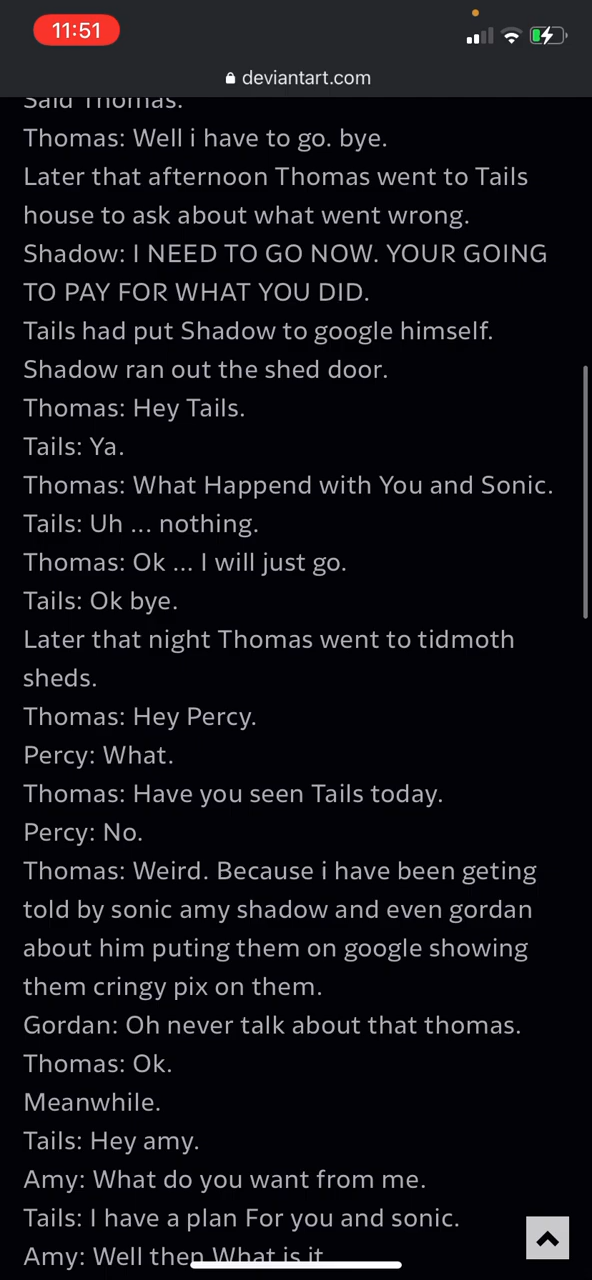 11:51
deviantart.com
Said Thomas.
Thomas: Well i have to go. bye.
Later that afternoon Thomas went to Tails
house to ask about what went wrong.
Shadow: I NEED TO GO NOW. YOUR GOING
TO PAY FOR WHAT YOU DID.
Tails had put Shadow to google himself.
Shadow ran out the shed door.
Thomas: Hey Tails.
Tails: Ya.
Thomas: What Happend with You and Sonic.
Tails: Uh ... nothing.
Thomas: Ok ... I will just go.
Tails: Ok bye.
Later that night Thomas went to tidmoth
sheds.
Thomas: Hey Percy.
Percy: What.
Thomas: Have you seen Tails today.
Percy: No.
Thomas: Weird. Because i have been geting
told by sonic amy shadow and even gordan
about him puting them on google showing
them cringy pix on them.
Gordan: Oh never talk about that thomas.
Thomas: Ok.
Meanwhile.
Tails: Hey amy.
Amy: What do you want from me.
Tails: I have a plan For you and sonic.
Amy: Well then What is it